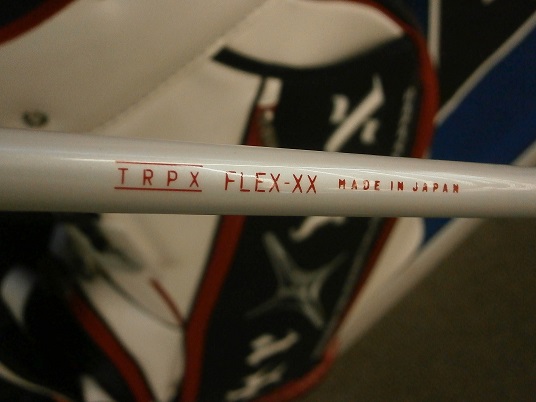 TRPX FLEX-XX MADE IN JAPAN